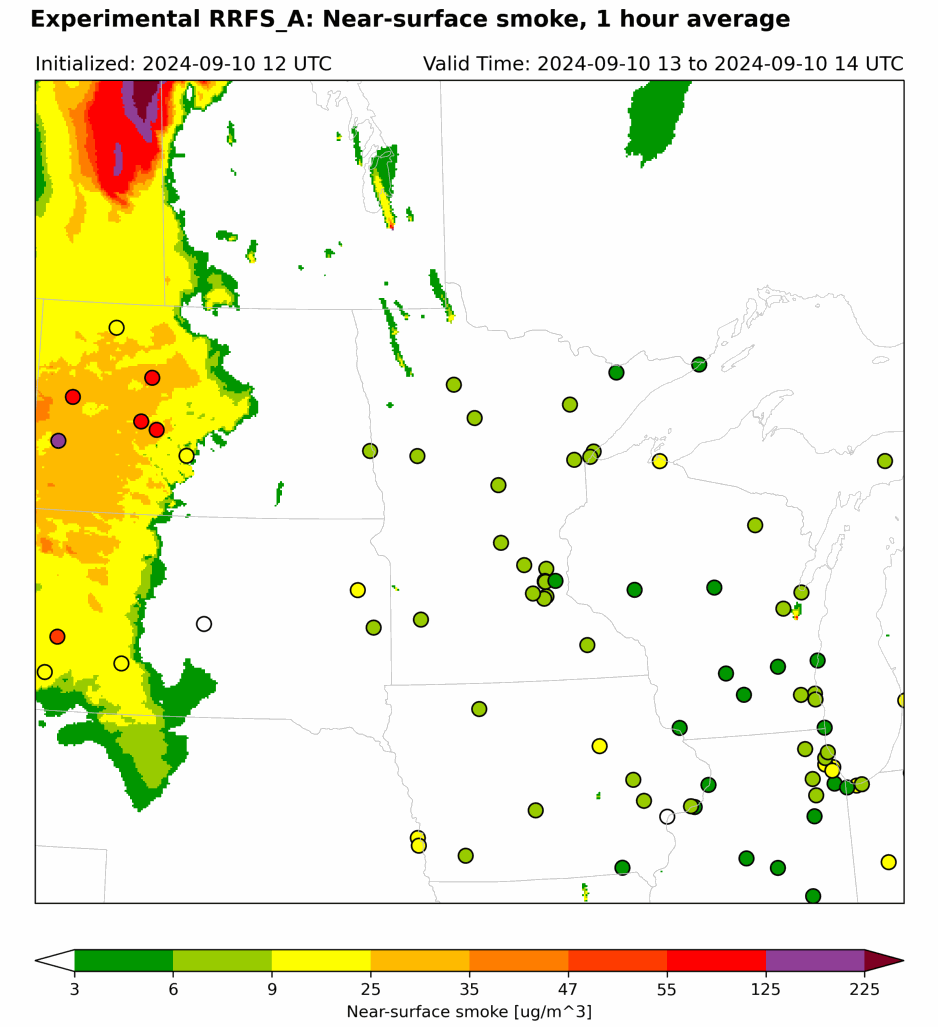 Experimental RRFS_A: Near-surface smoke, 1 hour average
Initialized: 2024-09-10 12 UTC Valid Time: 2024-09-10 13 to 2024-09-10 14 UTC
3 6 9 25 35 47 55 125 225
Near-surface smoke [ug/m^3]